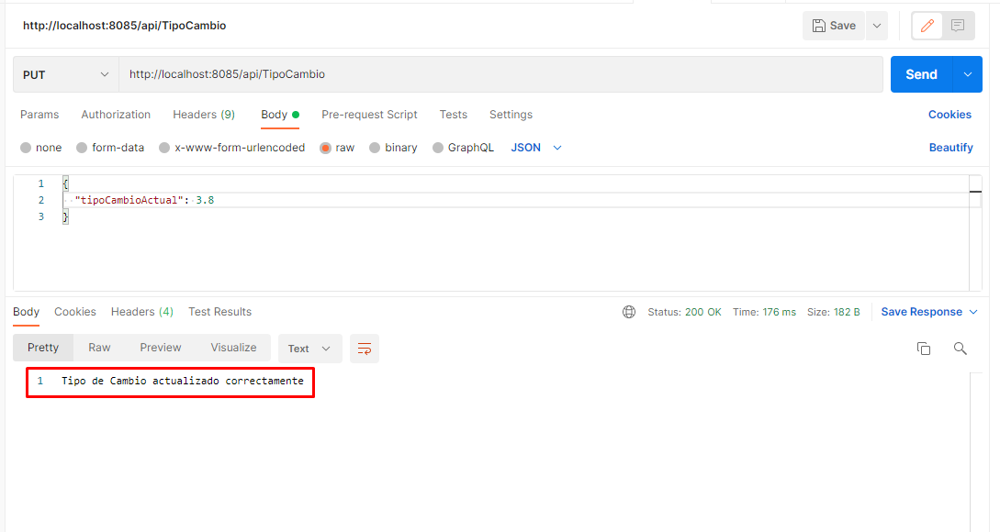 http://localhost:8085/api/TipoCambio
Save
PUT
http://localhost:8085/api/TipoCambio
Send
Params Authorization Headers (9) Body Pre-request Script Tests Settings Cookies
none form-data x-www-form-urlencoded raw binary GraphQL JSON Beautify
1 {
2 "tipoCambioActual": 3.8
3 }
Body Cookies Headers (4) Test Results Status: 200 OK Time: 176 ms Size: 182 B Save Response
Pretty Raw Preview Visualize Text
1 Tipo de Cambio actualizado correctamente